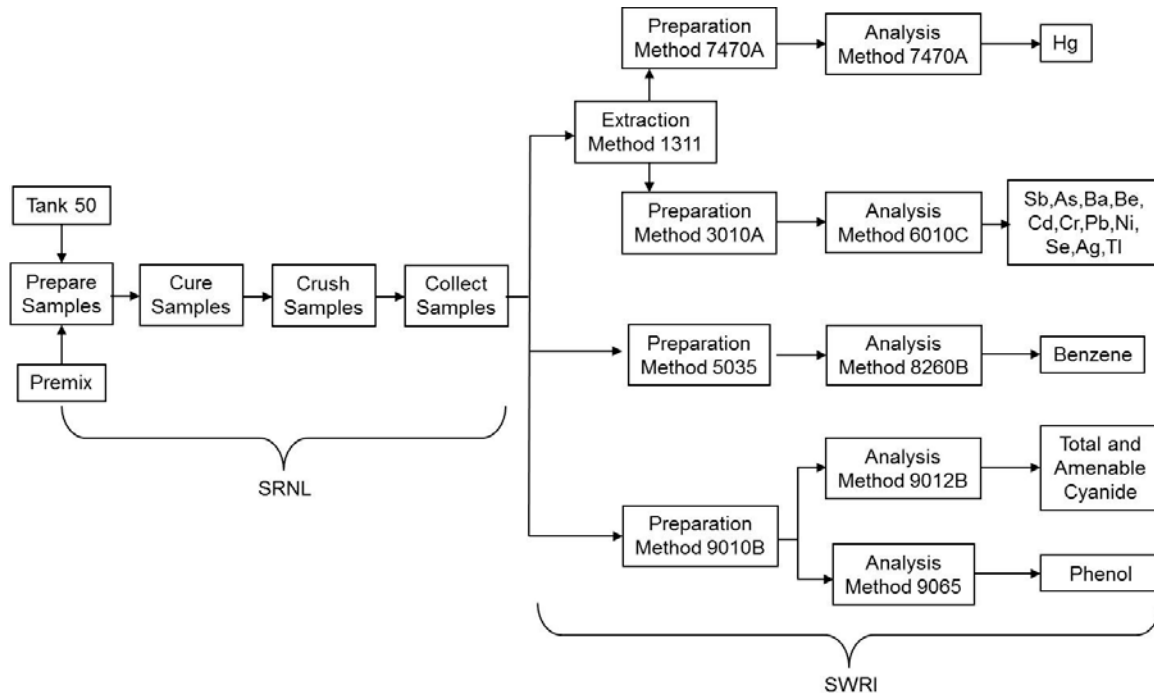 Tank 50
Prepare
Samples
Premix
Cure
Samples
Crush
Samples
Collect
Samples
SRNL
Extraction
Method 1311
Preparation
Method 7470A
Analysis
Method 7470A
Hg
Preparation
Method 3010A
Analysis
Method 6010C
Sb,As,Ba,Be,
Cd,Cr,Pb,Ni,
Se,Ag,Tl
Preparation
Method 5035
Analysis
Method 8260B
Benzene
Preparation
Method 9010B
Analysis
Method 9012B
Total and
Amenable
Cyanide
Analysis
Method 9065
Phenol
SWRI